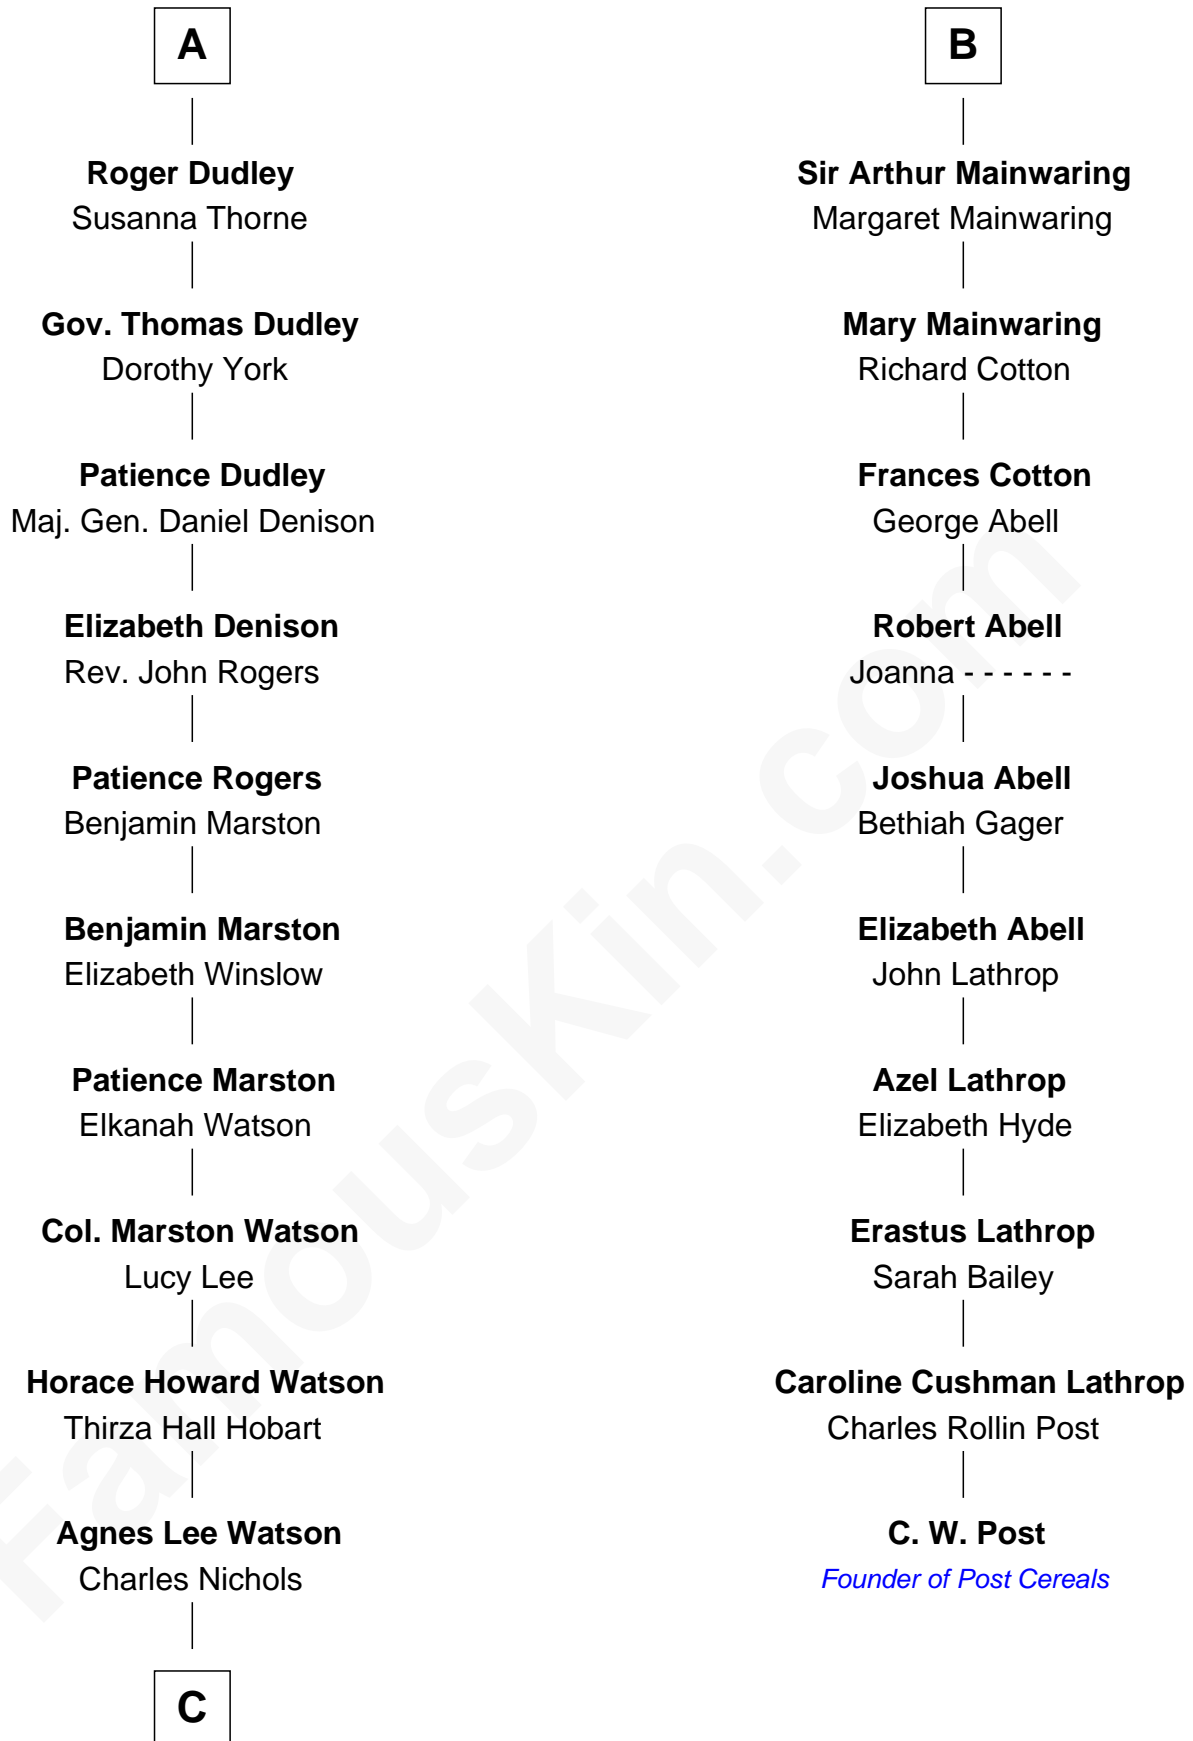 A
Roger Dudley
Susanna Thorne
Gov. Thomas Dudley
Dorothy York
Patience Dudley
Maj. Gen. Daniel Denison
Elizabeth Denison
Rev. John Rogers
Patience Rogers
Benjamin Marston
Benjamin Marston
Elizabeth Winslow
Patience Marston
Elkanah Watson
Col. Marston Watson
Lucy Lee
Horace Howard Watson
Thirza Hall Hobart
Agnes Lee Watson
Charles Nichols
C
B
Sir Arthur Mainwaring
Margaret Mainwaring
Mary Mainwaring
Richard Cotton
Frances Cotton
George Abell
Robert Abell
Joanna - - - - - -
Joshua Abell
Bethiah Gager
Elizabeth Abell
John Lathrop
Azel Lathrop
Elizabeth Hyde
Erastus Lathrop
Sarah Bailey
Caroline Cushman Lathrop
Charles Rollin Post
C. W. Post
Founder of Post Cereals
FamousKin.com